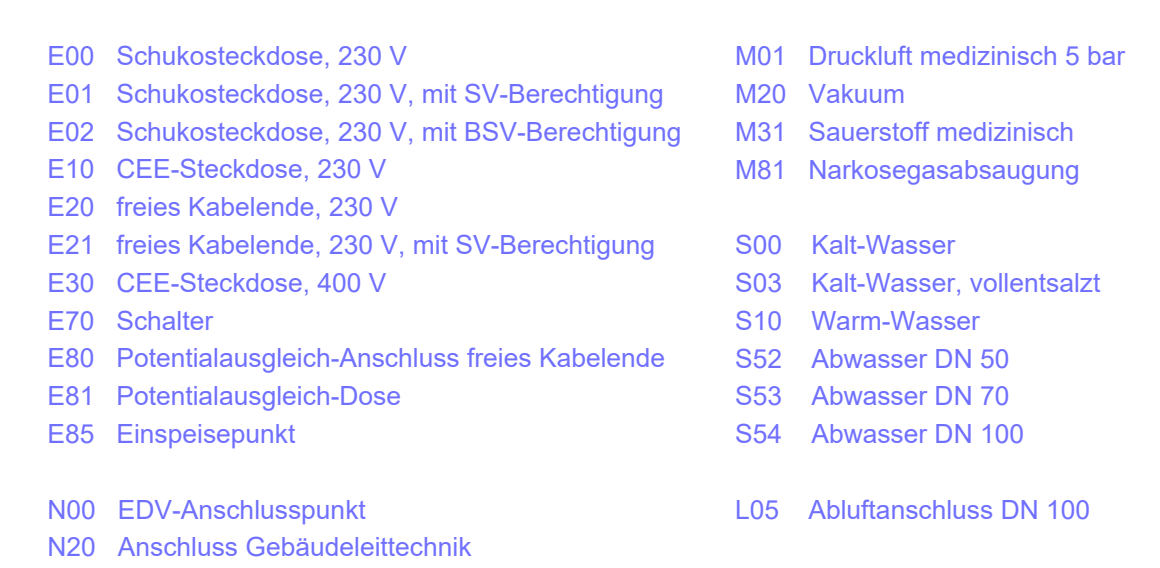 E00 Schukosteckdose, 230 V
E01 Schukosteckdose, 230 V, mit SV-Berechtigung
E02 Schukosteckdose, 230 V, mit BSV-Berechtigung
E10 CEE-Steckdose, 230 V
E20 freies Kabelende, 230 V
E21 freies Kabelende, 230 V, mit SV-Berechtigung
E30 CEE-Steckdose, 400 V
E70 Schalter
E80 Potentialausgleich-Anschluss freies Kabelende
E81 Potentialausgleich-Dose
E85 Einspeisepunkt
N00 EDV-Anschlusspunkt
N20 Anschluss Gebäudeleittechnik
M01 Druckluft medizinisch 5 bar
M20 Vakuum
M31 Sauerstoff medizinisch
M81 Narkosegasabsaugung
S00 Kalt-Wasser
S03 Kalt-Wasser, vollentsalzt
S10 Warm-Wasser
S52 Abwasser DN 50
S53 Abwasser DN 70
S54 Abwasser DN 100
L05 Abluftanschluss DN 100